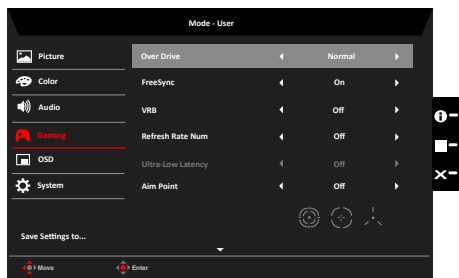 Mode - User
Picture
Over Drive Normal
Color
FreeSync On
Audio
VRB Off
Gaming
Refresh Rate Num Off
OSD
Ultra-Low Latency Off
System
Aim Point Off
Save Settings to...
Move Enter